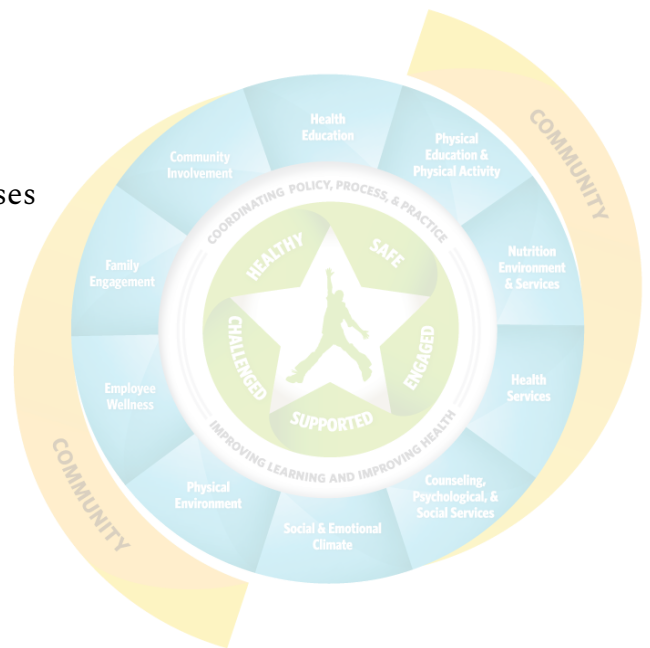 ses
COMMUNITY
Health
Education
Physical
Education &
Physical Activity
Nutrition
Environment
& Services
Health
Services
Counseling,
Psychological, &
Social Services
Social & Emotional
Climate
Physical
Environment
Employee
Wellness
Family
Engagement
Community
Involvement
COORDINATING POLICY, PROCESS, & PRACTICE
IMPROVING LEARNING AND IMPROVING HEALTH
HEALTHY
SAFE
ENGAGED
SUPPORTED
CHALLENGED
COMMUNITY